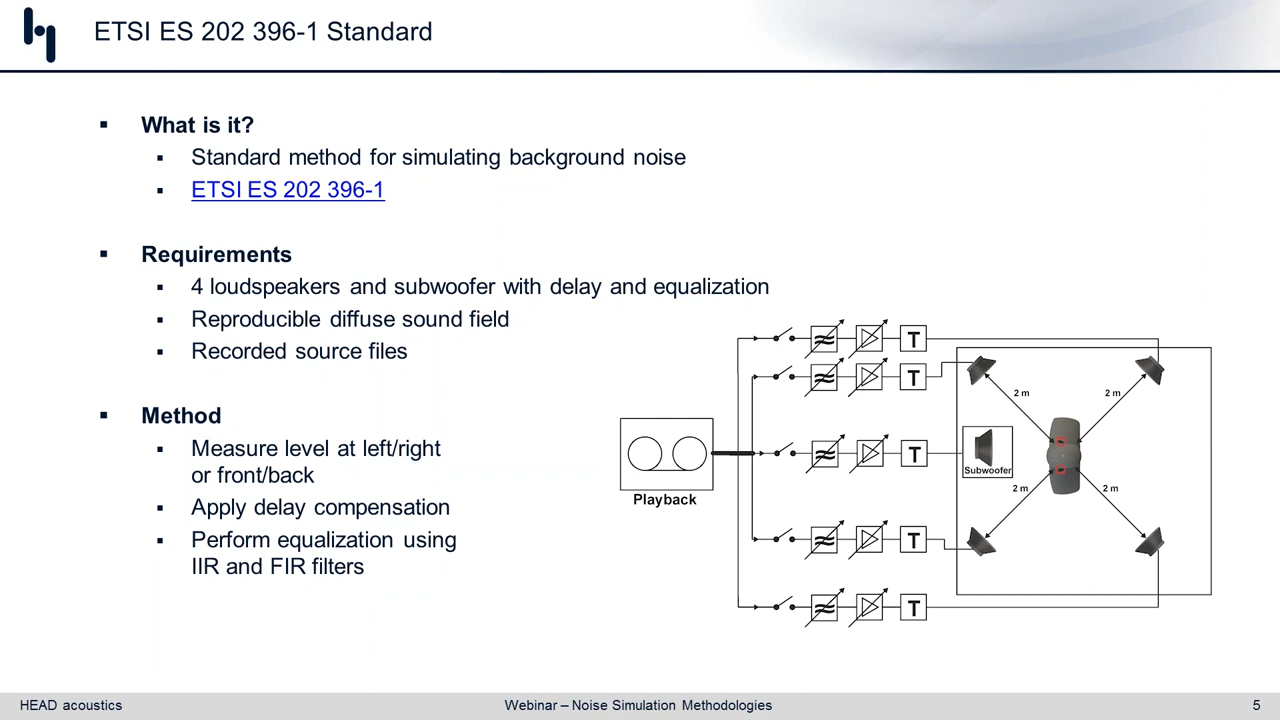 ETSI ES 202 396-1 Standard
What is it?
Standard method for simulating background noise
ETSI ES 202 396-1
Requirements
4 loudspeakers and subwoofer with delay and equalization
Reproducible diffuse sound field
Recorded source files
Method
Measure level at left/right
or front/back
Apply delay compensation
Perform equalization using
IIR and FIR filters
Playback
T
T
T
T
T
2 m
2 m
Subwoofer
2 m
2 m
HEAD acoustics
Webinar – Noise Simulation Methodologies
5